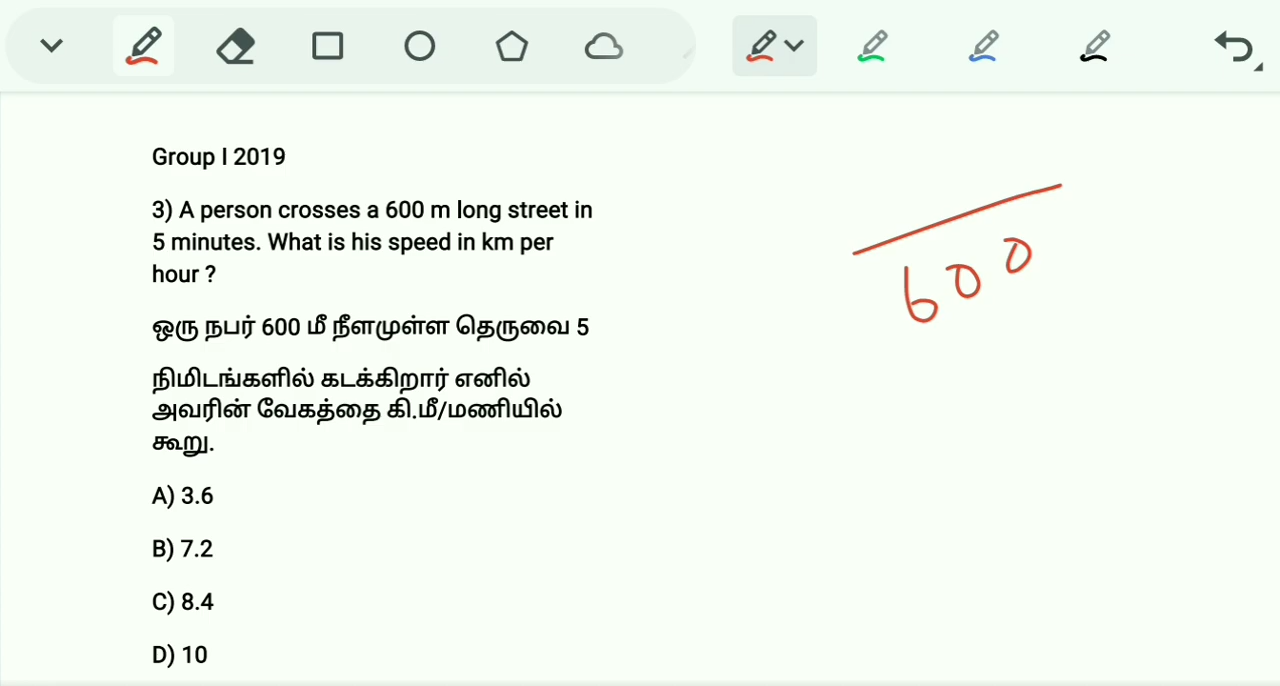 Group I 2019
3) A person crosses a 600 m long street in
5 minutes. What is his speed in km per
hour ?
ஒரு நபர் 600 மீ நீளமுள்ள தெருவை 5
நிமிடங்களில் கடக்கிறார் எனில்
அவரின் வேகத்தை கி.மீ/மணியில்
கூறு.
A) 3.6
B) 7.2
C) 8.4
D) 10
600